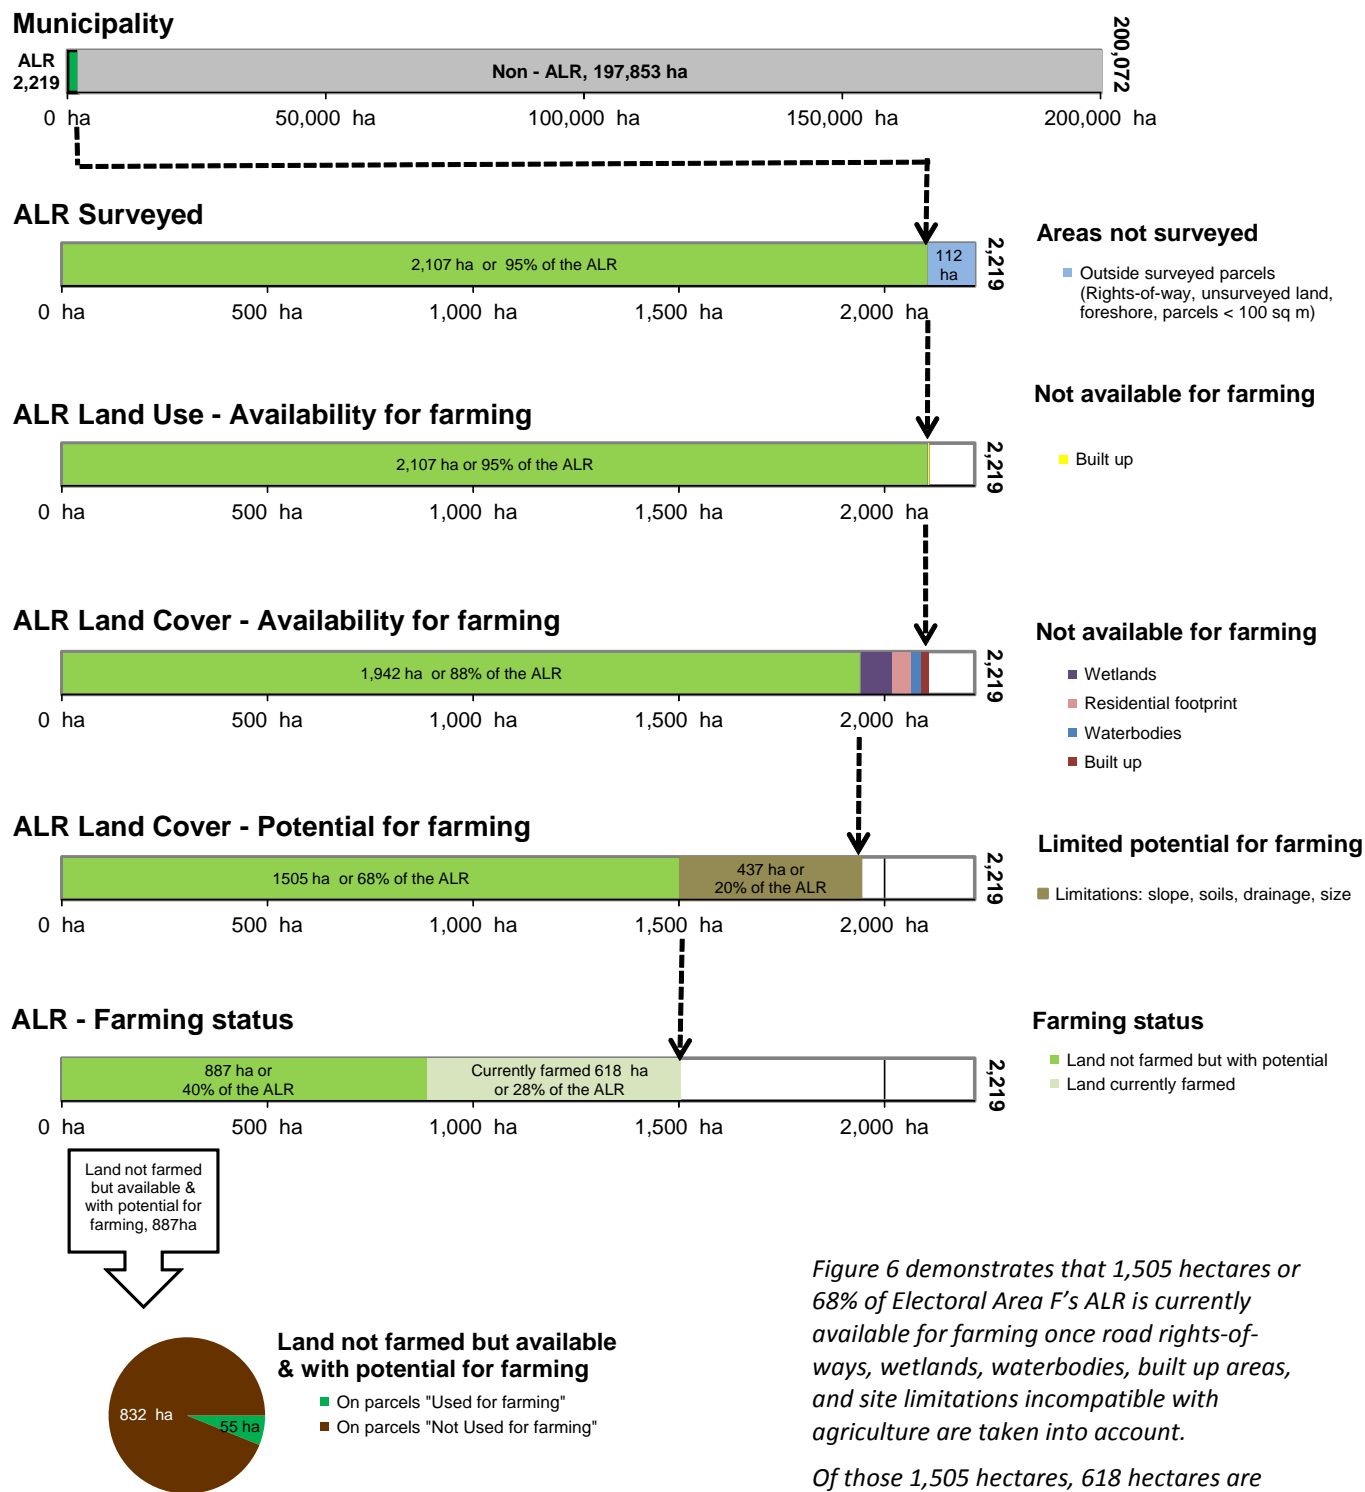 Municipality
ALR
2,219
Non - ALR, 197,853 ha
200,072
0 ha
50,000 ha
100,000 ha
150,000 ha
200,000 ha
ALR Surveyed
2,107 ha or 95% of the ALR
112
ha
2,219
0 ha
500 ha
1,000 ha
1,500 ha
2,000 ha
Areas not surveyed
Outside surveyed parcels
(Rights-of-way, unsurveyed land,
foreshore, parcels < 100 sq m)
ALR Land Use - Availability for farming
2,107 ha or 95% of the ALR
2,219
0 ha
500 ha
1,000 ha
1,500 ha
2,000 ha
Not available for farming
Built up
ALR Land Cover - Availability for farming
1,942 ha or 88% of the ALR
2,219
0 ha
500 ha
1,000 ha
1,500 ha
2,000 ha
Not available for farming
Wetlands
Residential footprint
Waterbodies
Built up
ALR Land Cover - Potential for farming
1505 ha or 68% of the ALR
437 ha or
20% of the ALR
2,219
0 ha
500 ha
1,000 ha
1,500 ha
2,000 ha
Limited potential for farming
Limitations: slope, soils, drainage, size
ALR - Farming status
887 ha or
40% of the ALR
Currently farmed 618 ha
or 28% of the ALR
2,219
0 ha
500 ha
1,000 ha
1,500 ha
2,000 ha
Farming status
Land not farmed but with potential
Land currently farmed
Land not farmed
but available &
with potential for
farming, 887ha
832 ha
55 ha
Land not farmed but available
& with potential for farming
On parcels "Used for farming"
On parcels "Not Used for farming"
Figure 6 demonstrates that 1,505 hectares or
68% of Electoral Area F’s ALR is currently
available for farming once road rights-of-
ways, wetlands, waterbodies, built up areas,
and site limitations incompatible with
agriculture are taken into account.
Of those 1,505 hectares, 618 hectares are